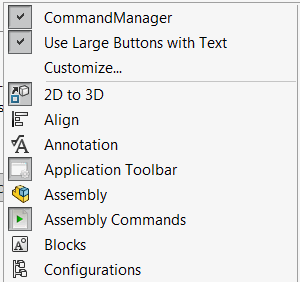 CommandManager
Use Large Buttons with Text
Customize...
2D to 3D
Align
Annotation
Application Toolbar
Assembly
Assembly Commands
Blocks
Configurations